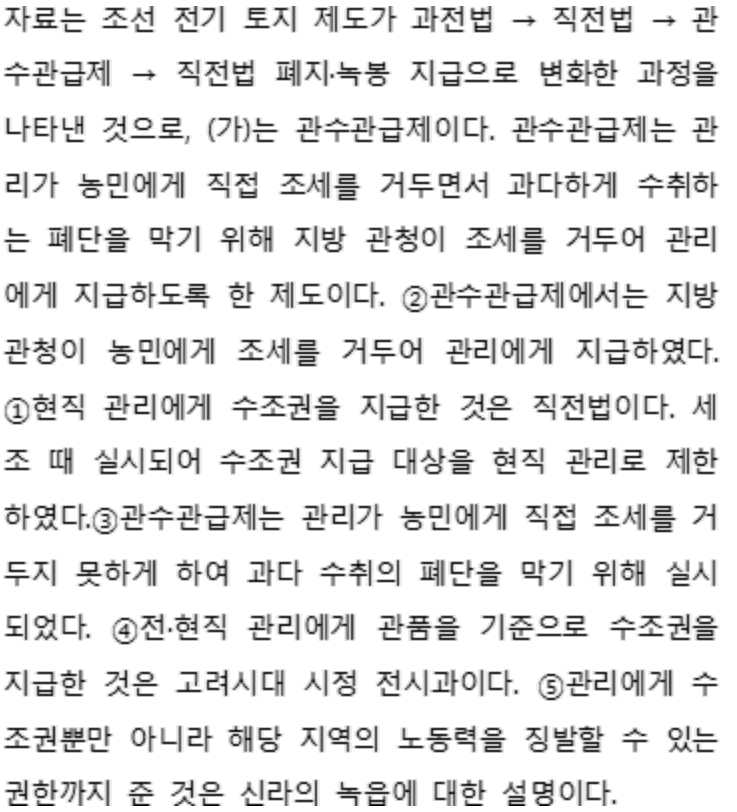 자료는 조선 전기 토지 제도가 과전법 → 직전법 → 관
수관급제 → 직전법 폐지·녹봉 지급으로 변화한 과정을
나타낸 것으로, (가)는 관수관급제이다. 관수관급제는 관
리가 농민에게 직접 조세를 거두면서 과다하게 수취하
는 폐단을 막기 위해 지방 관청이 조세를 거두어 관리
에게 지급하도록 한 제도이다. ②관수관급제에서는 지방
관청이 농민에게 조세를 거두어 관리에게 지급하였다.
①현직 관리에게 수조권을 지급한 것은 직전법이다. 세
조 때 실시되어 수조권 지급 대상을 현직 관리로 제한
하였다.③관수관급제는 관리가 농민에게 직접 조세를 거
두지 못하게 하여 과다 수취의 폐단을 막기 위해 실시
되었다. ④전·현직 관리에게 관품을 기준으로 수조권을
지급한 것은 고려시대 시정 전시과이다. ⑤관리에게 수
조권뿐만 아니라 해당 지역의 노동력을 징발할 수 있는
권한까지 준 것은 신라의 녹읍에 대한 설명이다.